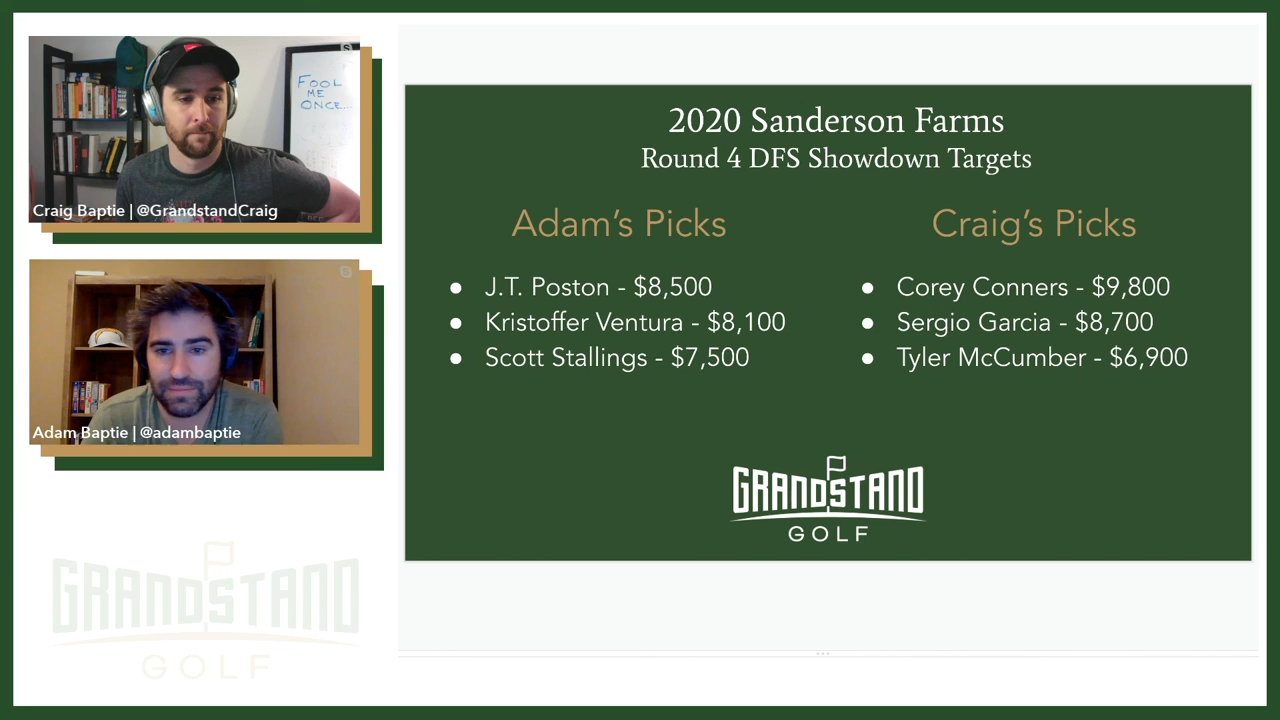 FOOL
ME
ONCE...
Craig Baptie | @GrandstandCraig
Adam Baptie | @adambaptie
GRANDSTAND
GOLF
2020 Sanderson Farms
Round 4 DFS Showdown Targets
Adam's Picks
● J.T. Poston - $8,500
● Kristoffer Ventura - $8,100
● Scott Stallings - $7,500
Craig's Picks
● Corey Conners - $9,800
● Sergio Garcia - $8,700
● Tyler McCumber - $6,900
GRANDSTAND
GOLF